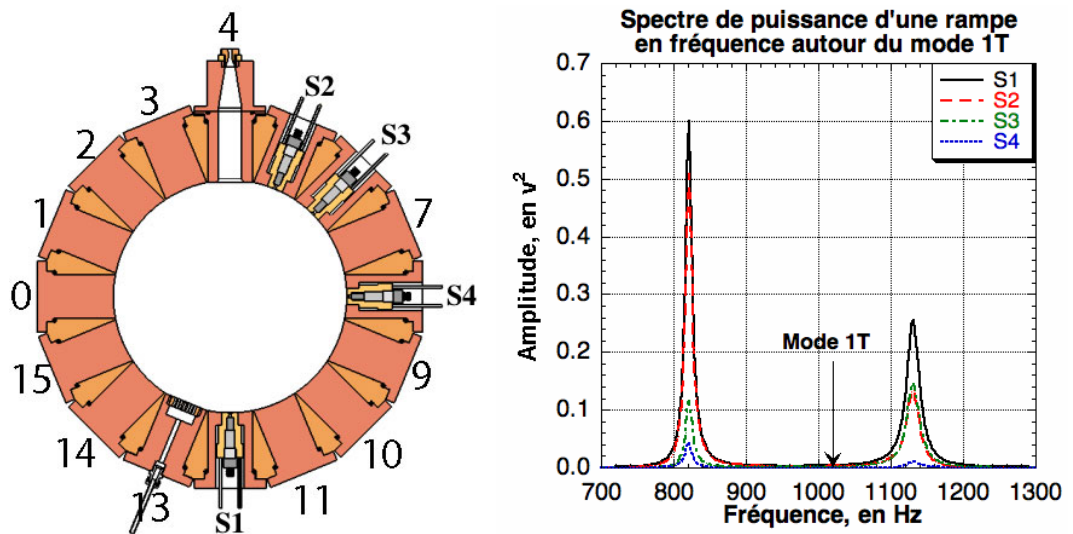 4
S2
3
S3
2
1
7
0
S4
15
9
14
10
13
11
S1
Spectre de puissance d'une rampe
en fréquence autour du mode 1T
0.7
0.6
0.5
0.4
0.3
0.2
0.1
0.0
Amplitude, en v²
S1
S2
S3
S4
Mode 1T
700 800 900 1000 1100 1200 1300
Fréquence, en Hz